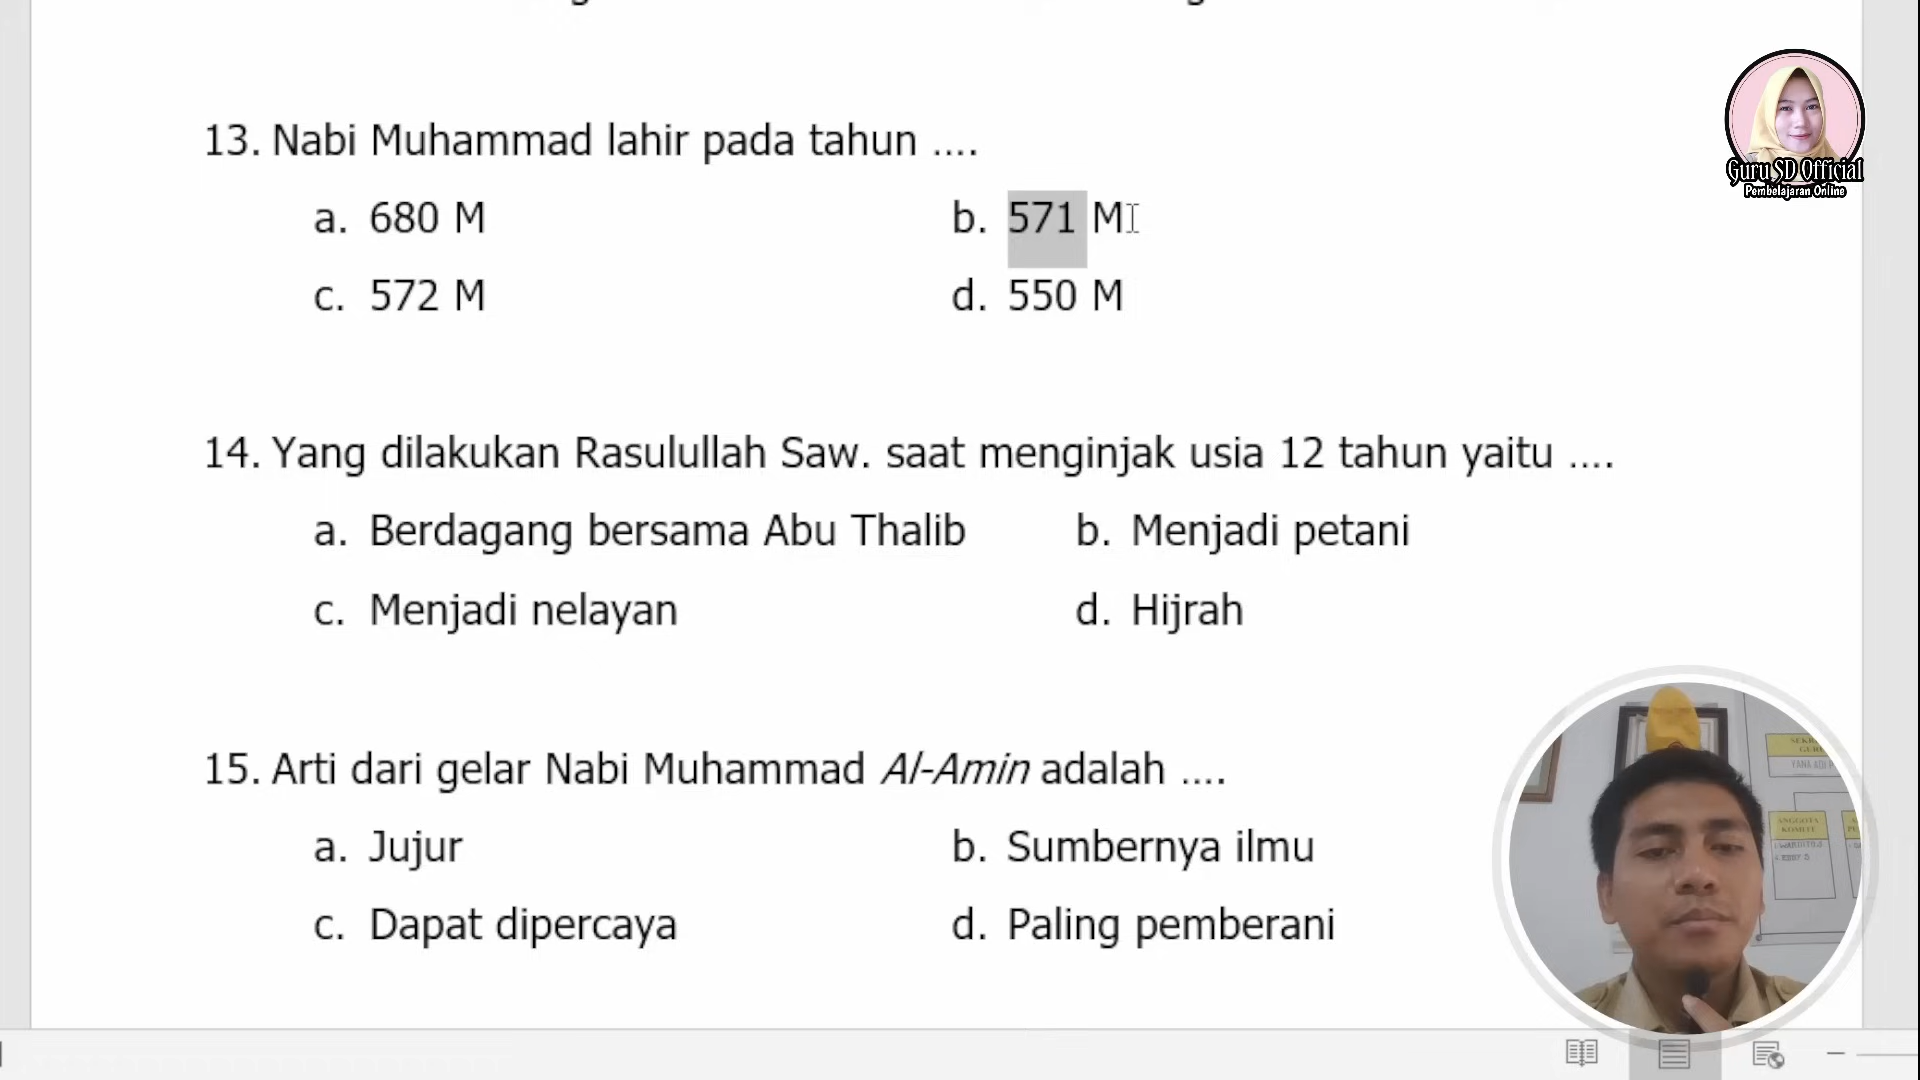 13. Nabi Muhammad lahir pada tahun ....
a. 680 M
b. 571 M
c. 572 M
d. 550 M
14. Yang dilakukan Rasulullah Saw. saat menginjak usia 12 tahun yaitu ....
a. Berdagang bersama Abu Thalib
b. Menjadi petani
c. Menjadi nelayan
d. Hijrah
15. Arti dari gelar Nabi Muhammad Al-Amin adalah ....
a. Jujur
b. Sumbernya ilmu
c. Dapat dipercaya
d. Paling pemberani
Guru SD Official
Pembelajaran Online
ANGGOTA
KOMITE